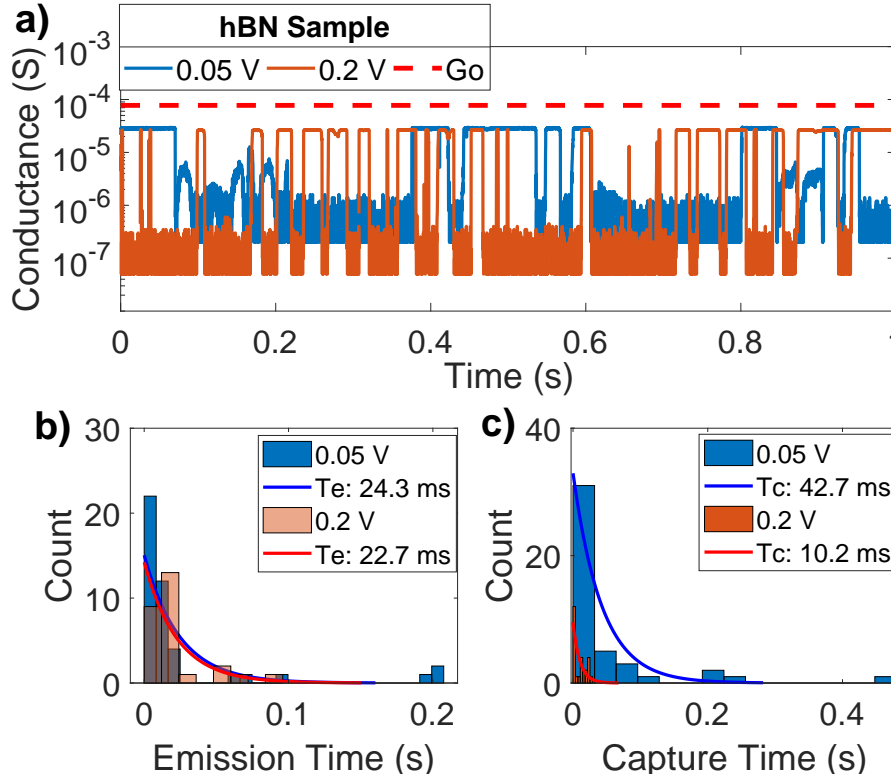 a)
hBN Sample
0.05 V 0.2 V Go
10^-3
10^-4
10^-5
10^-6
10^-7
Conductance (S)
0 0.2 0.4 0.6 0.8 1
Time (s)
b)
30
20
10
0
Count
0.05 V
Te: 24.3 ms
0.2 V
Te: 22.7 ms
0 0.1 0.2
Emission Time (s)
c)
40
20
0
Count
0.05 V
Tc: 42.7 ms
0.2 V
Tc: 10.2 ms
0 0.2 0.4
Capture Time (s)